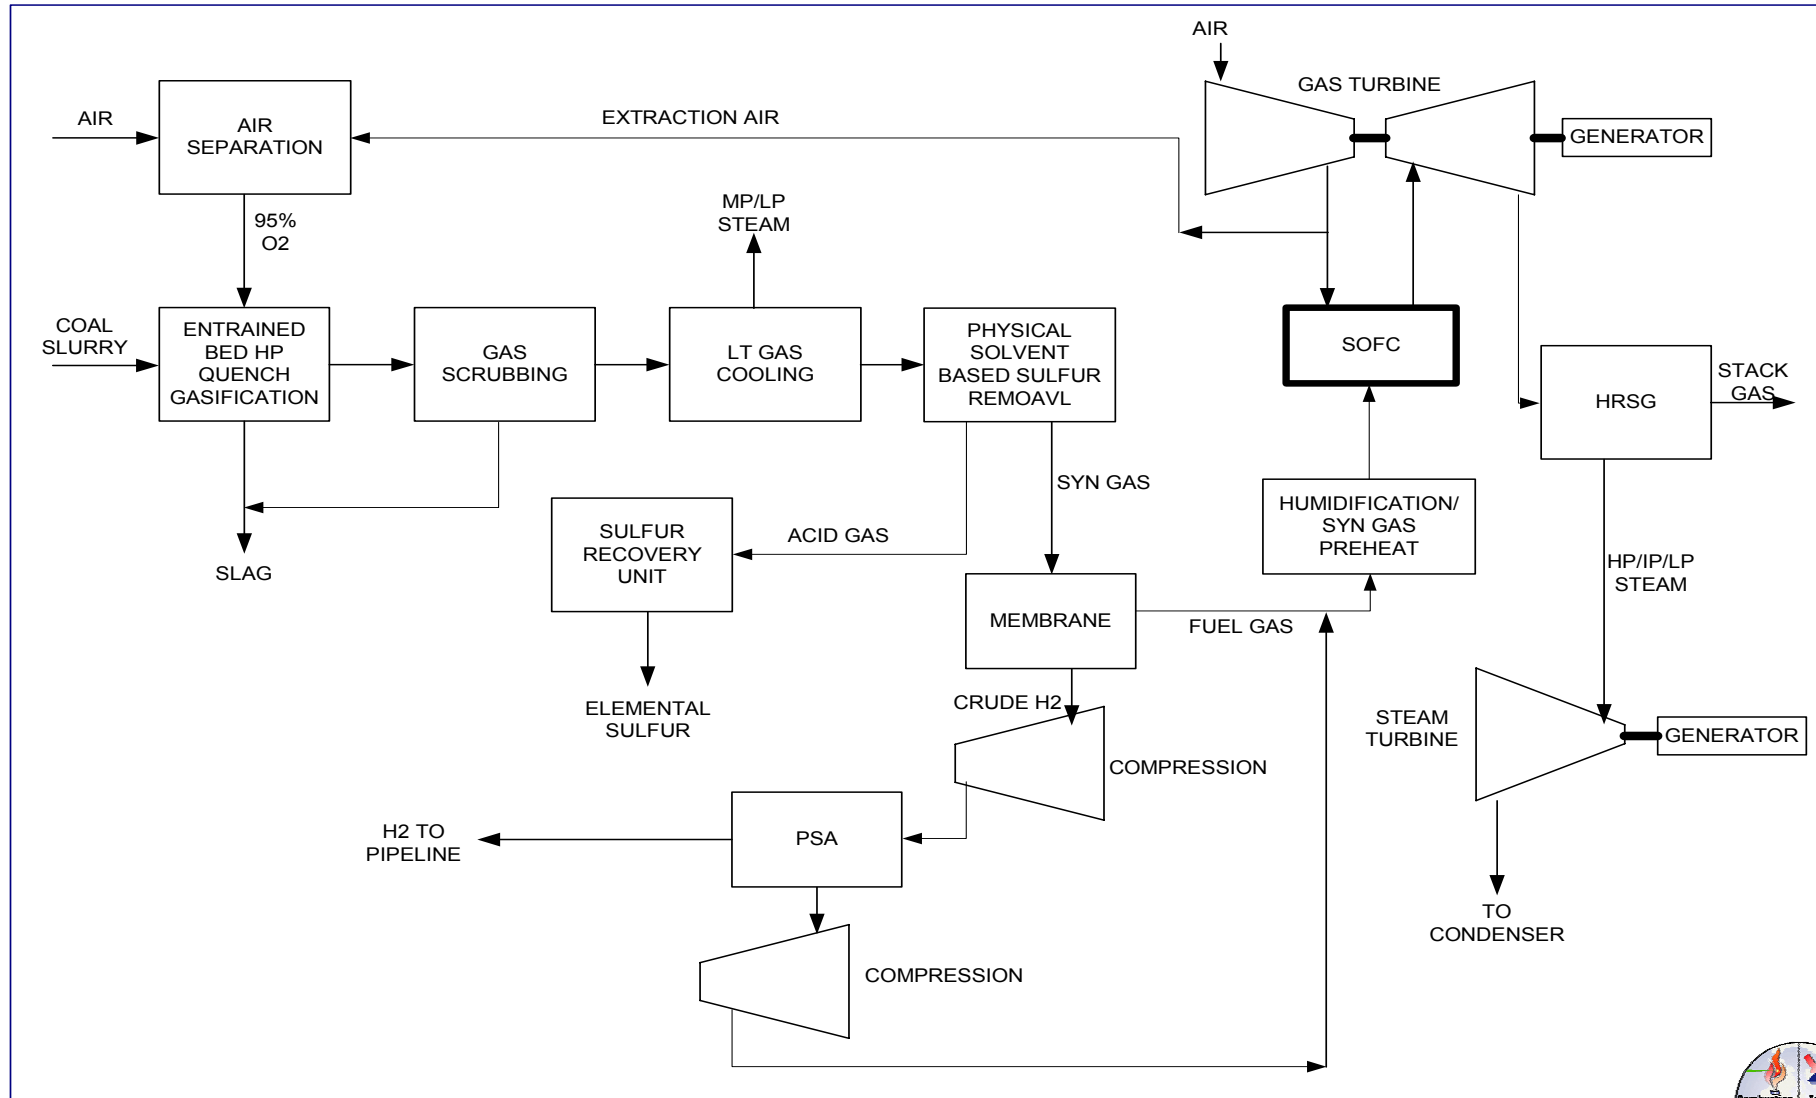 AIR
GAS TURBINE
AIR
AIR
SEPARATION
EXTRACTION AIR
GENERATOR
95%
O2
MP/LP
STEAM
COAL
SLURRY
ENTRAINED
BED HP
QUENCH
GASIFICATION
GAS
SCRUBBING
LT GAS
COOLING
PHYSICAL
SOLVENT
BASED SULFUR
REMOAVL
SOFC
HRSG
STACK
GAS
SYN GAS
HUMIDIFICATION/
SYN GAS
PREHEAT
SULFUR
RECOVERY
UNIT
ACID GAS
SLAG
HP/IP/LP
STEAM
MEMBRANE
FUEL GAS
ELEMENTAL
SULFUR
CRUDE H2
STEAM
TURBINE
GENERATOR
COMPRESSION
H2 TO
PIPELINE
PSA
TO
CONDENSER
COMPRESSION